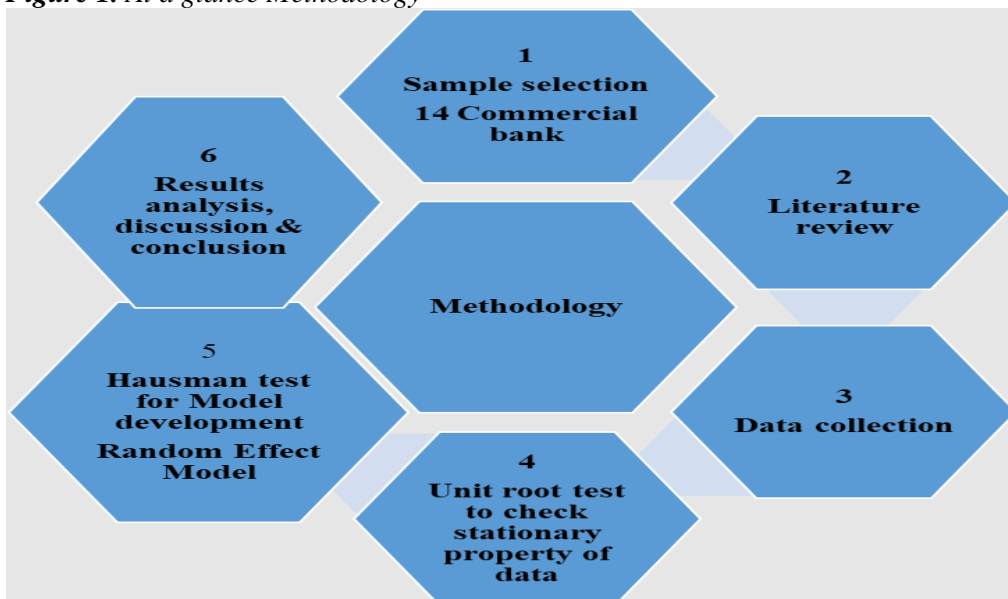 Figure 1. At a glance Methodology
1
Sample selection
14 Commercial
bank
2
Literature
review
3
Data collection
4
Unit root test
to check
stationary
property of
data
5
Hausman test
for Model
development
Random Effect
Model
6
Results
analysis,
discussion &
conclusion
Methodology